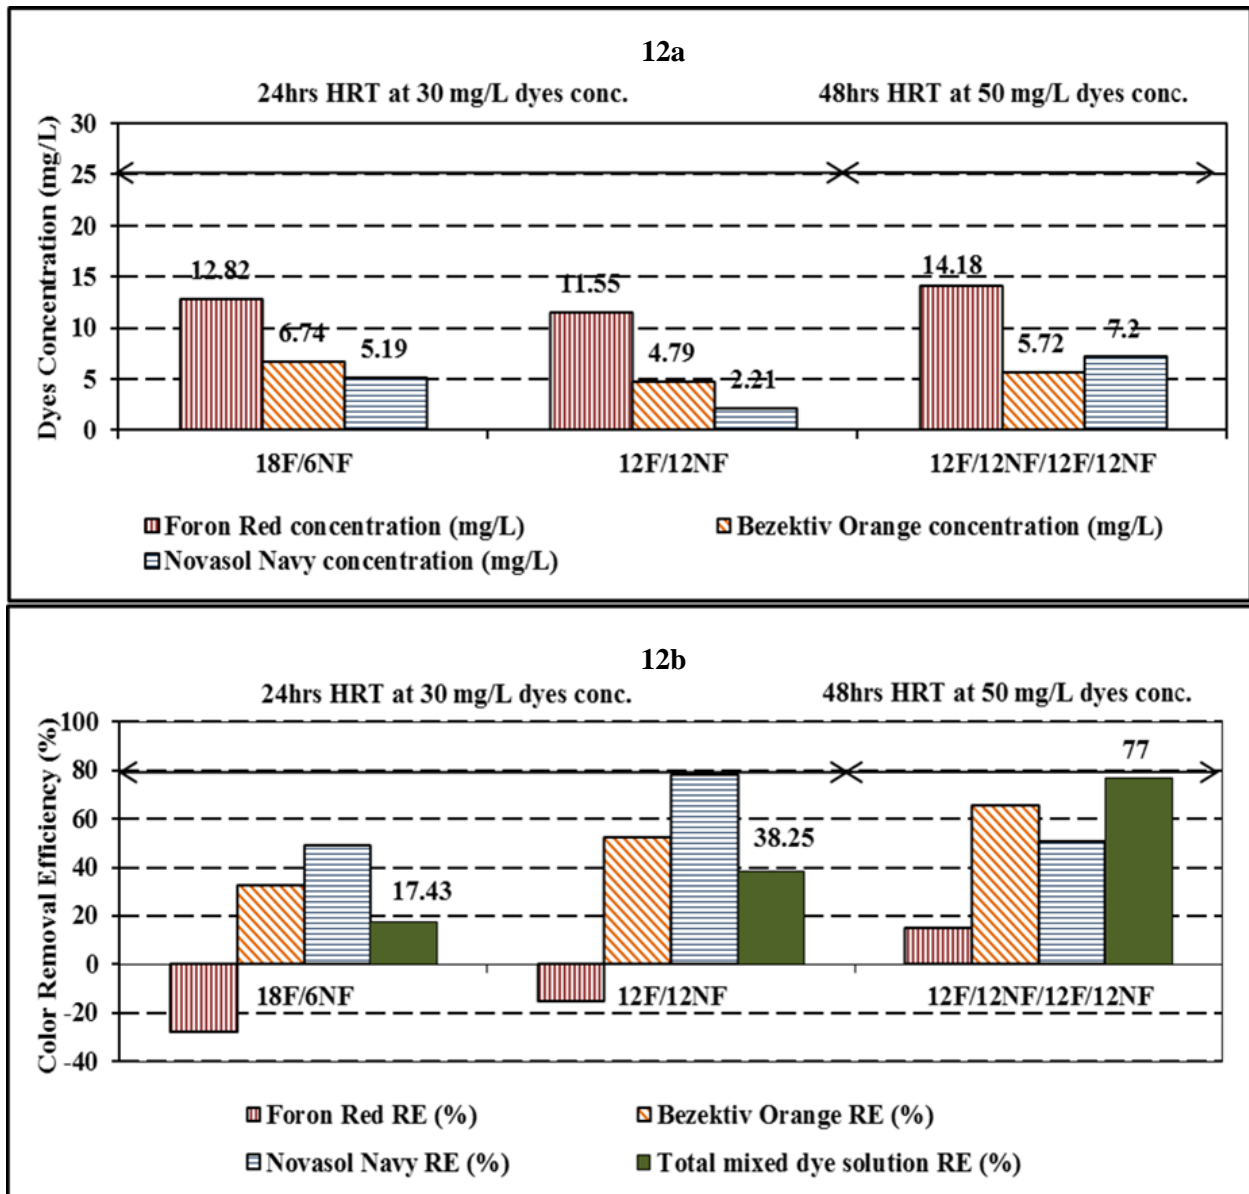 12a
24hrs HRT at 30 mg/L dyes conc.
48hrs HRT at 50 mg/L dyes conc.
Dyes Concentration (mg/L)
30
25
20
15
10
5
0
12.82
6.74
5.19
11.55
4.79
2.21
14.18
5.72
7.2
18F/6NF
12F/12NF
12F/12NF/12F/12NF
Foron Red concentration (mg/L)
Bezektiv Orange concentration (mg/L)
Novasol Navy concentration (mg/L)
12b
24hrs HRT at 30 mg/L dyes conc.
48hrs HRT at 50 mg/L dyes conc.
Color Removal Efficiency (%)
100
80
60
40
20
0
-20
-40
17.43
38.25
77
18F/6NF
12F/12NF
12F/12NF/12F/12NF
Foron Red RE (%)
Bezektiv Orange RE (%)
Novasol Navy RE (%)
Total mixed dye solution RE (%)